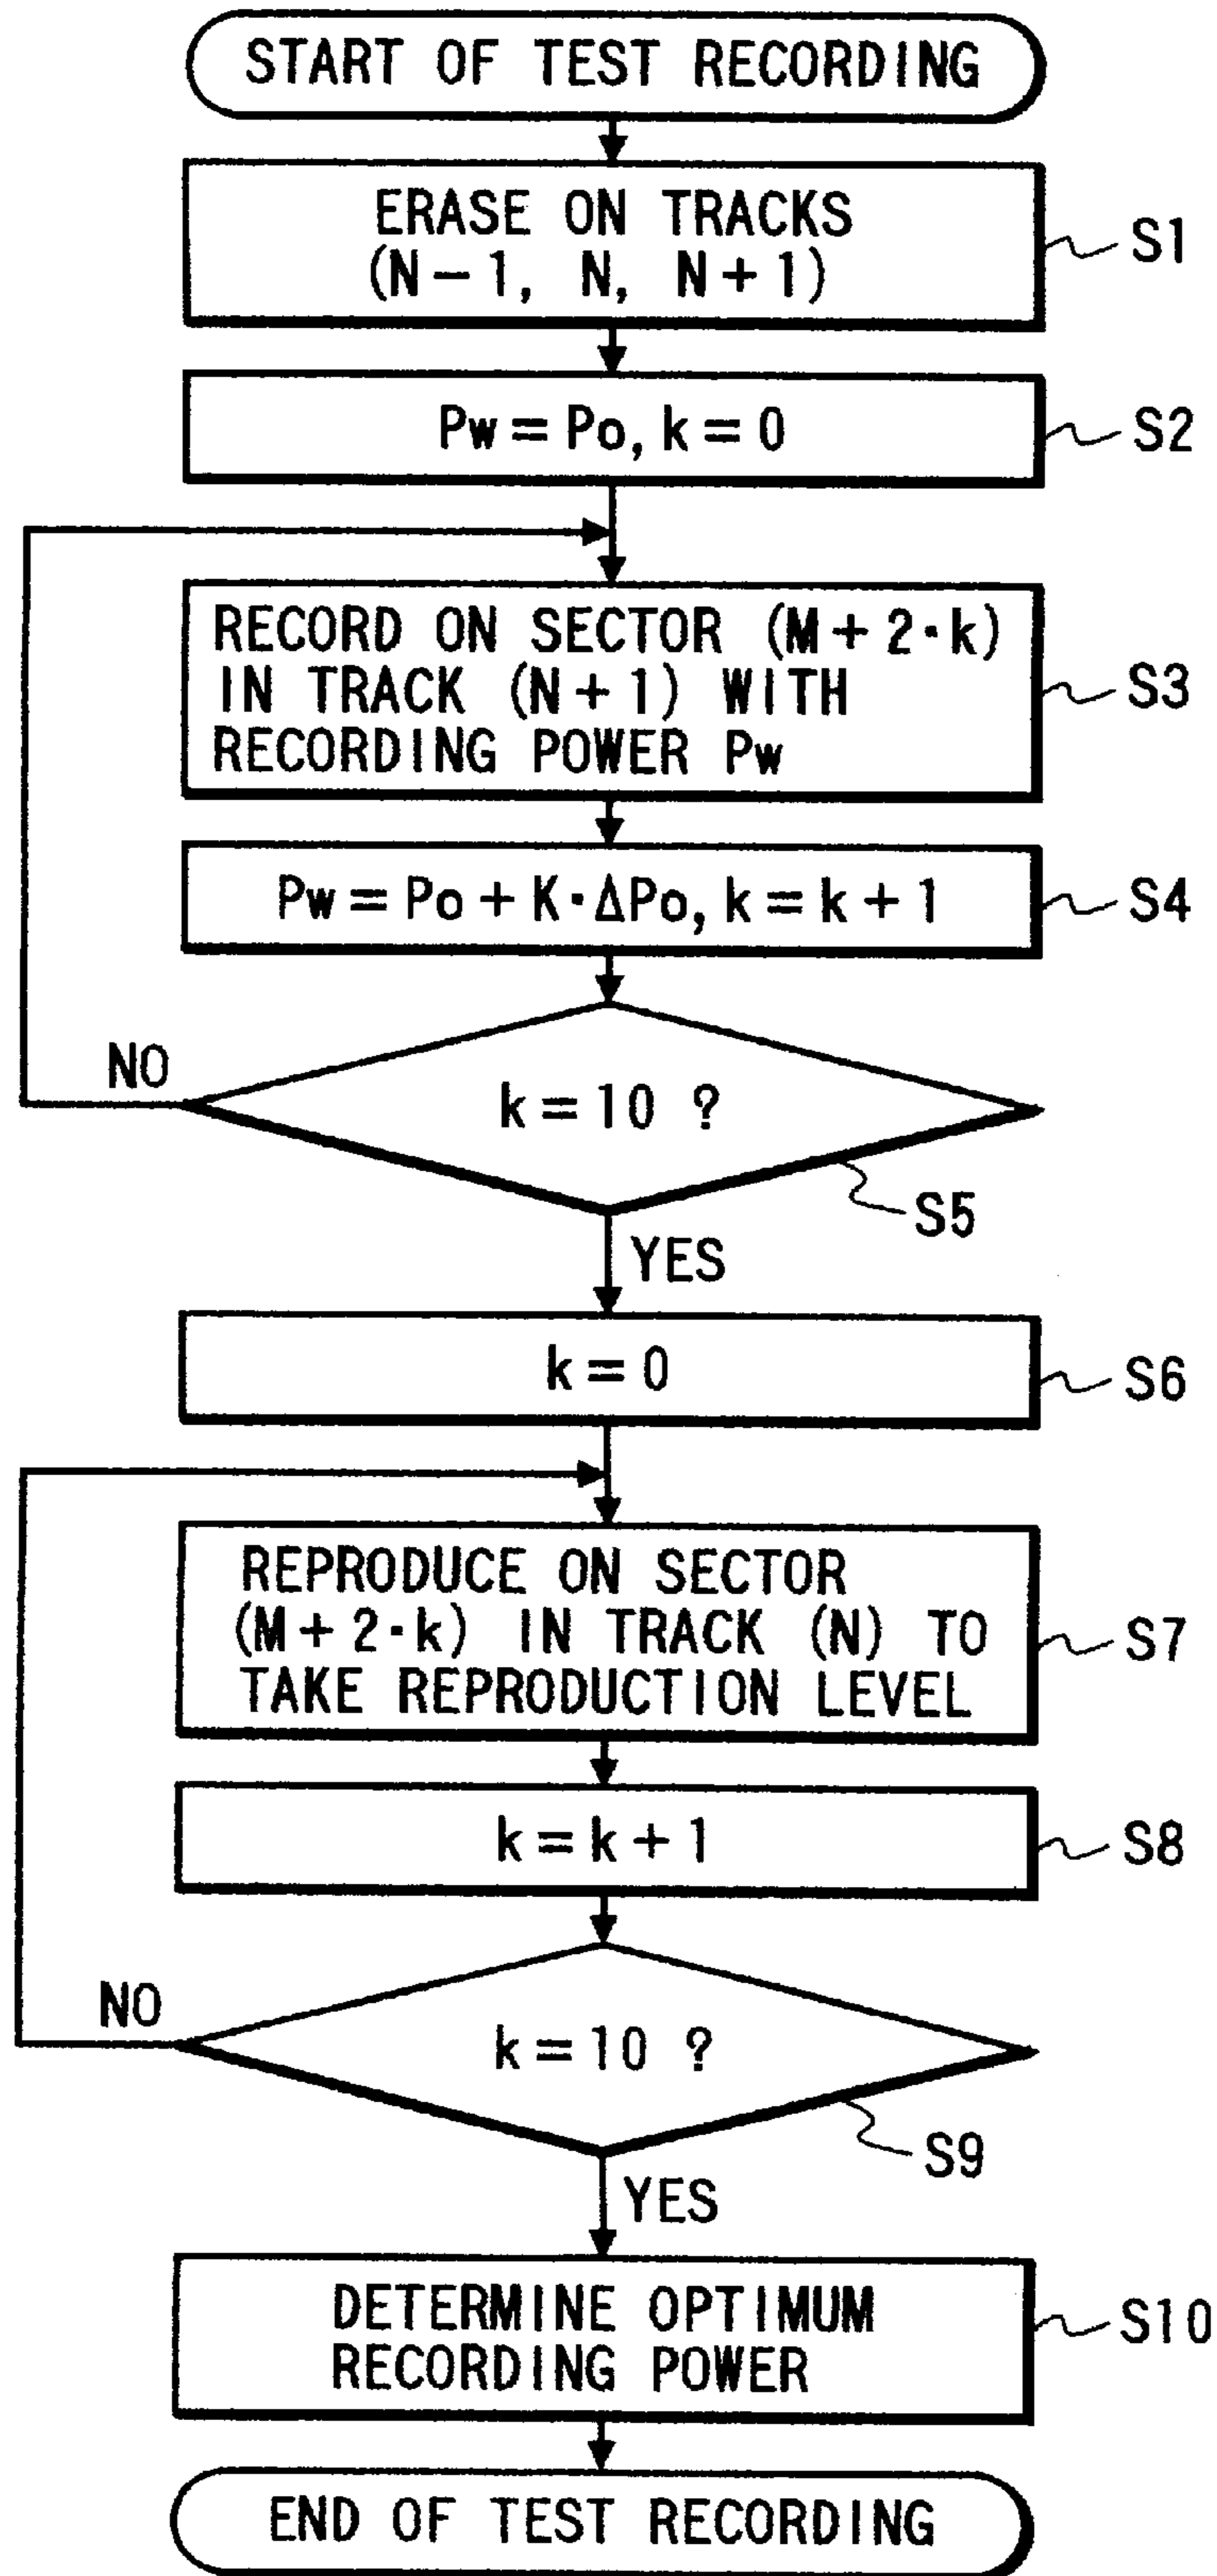 START OF TEST RECORDING
ERASE ON TRACKS
(N-1, N, N+1)
S1
Pw = Po, k = 0
S2
RECORD ON SECTOR (M+2·k)
IN TRACK (N+1) WITH
RECORDING POWER Pw
S3
Pw = Po + K·ΔPo, k = k + 1
S4
NO
k = 10 ?
S5
YES
k = 0
S6
REPRODUCE ON SECTOR
(M+2·k) IN TRACK (N) TO
TAKE REPRODUCTION LEVEL
S7
k = k + 1
S8
NO
k = 10 ?
S9
YES
DETERMINE OPTIMUM
RECORDING POWER
S10
END OF TEST RECORDING